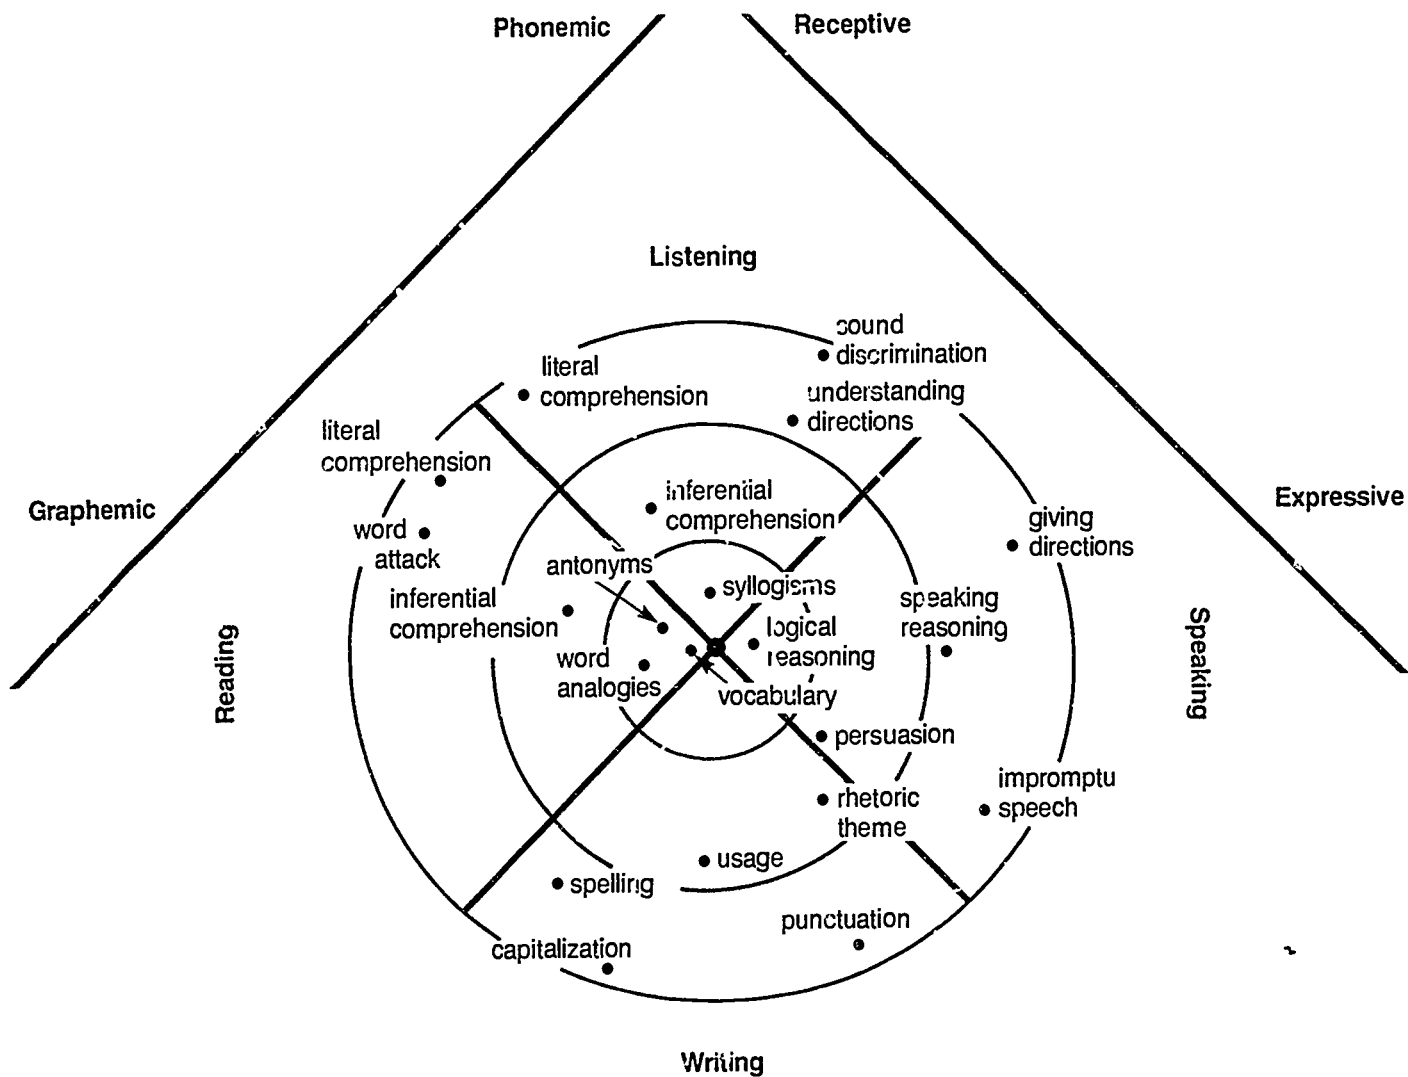 Phonemic
Receptive
Listening
sound
discrimination
literal
comprehension
understanding
directions
literal
comprehension
inferential
comprehension
Graphemic
Expressive
giving
directions
word
attack
antonyms
syllogisms
inferential
comprehension
speaking
reasoning
logical
reasoning
word
analogies
vocabulary
Reading
Speaking
persuasion
impromptu
speech
rhetoric
theme
usage
spelling
punctuation
capitalization
Writing